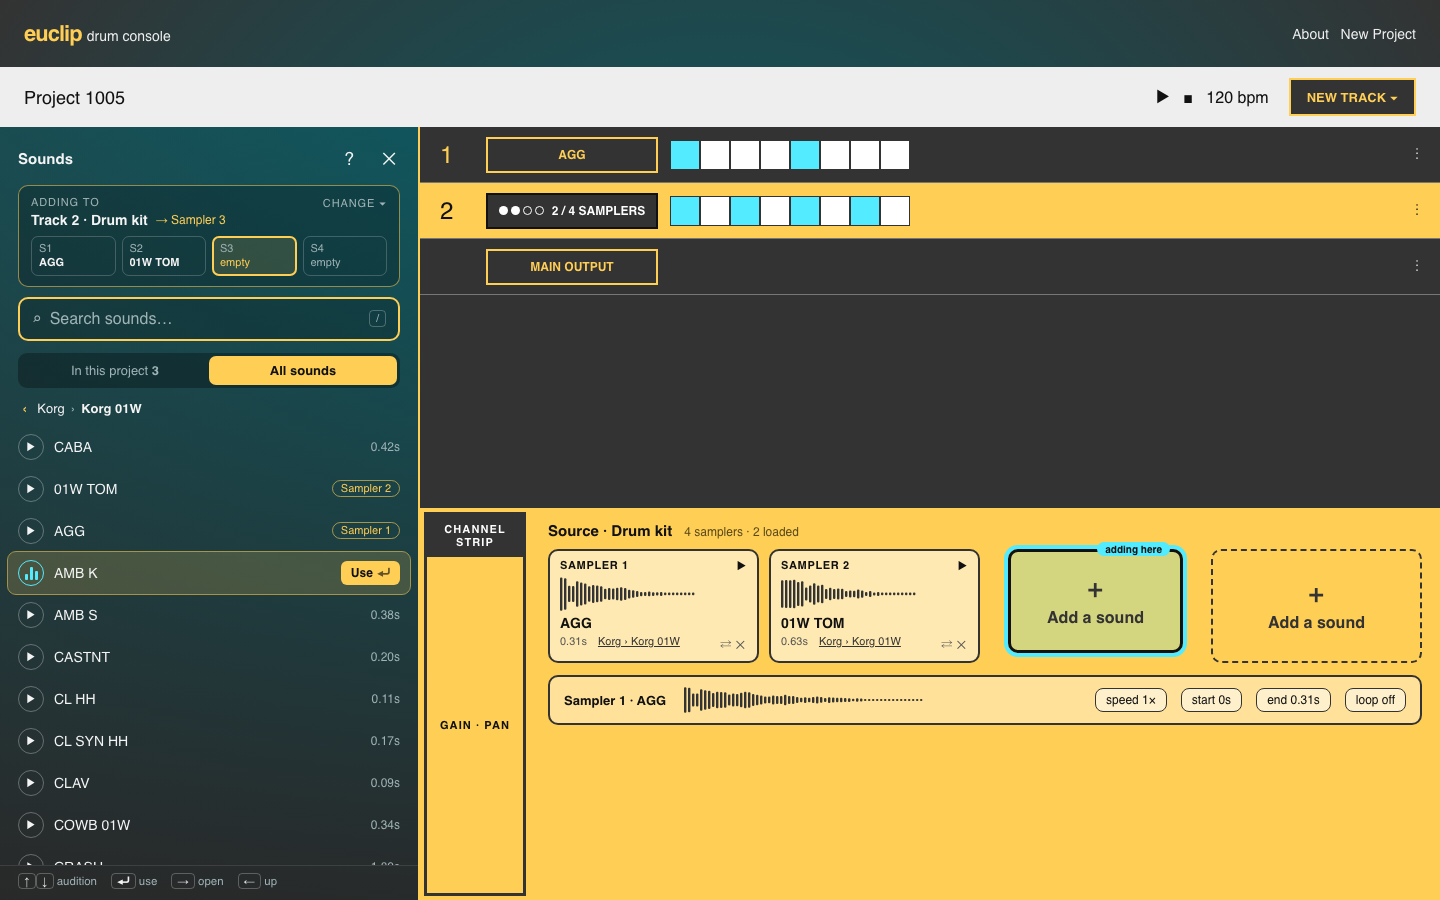 euclip drum console
About New Project
Project 1005
120 bpm
NEW TRACK
Sounds
?
ADDING TO
CHANGE
Track 2 · Drum kit → Sampler 3
S1
AGG
S2
01W TOM
S3
empty
S4
empty
Search sounds…
/
In this project 3
All sounds
‹ Korg › Korg 01W
CABA
0.42s
01W TOM
Sampler 2
AGG
Sampler 1
AMB K
Use
AMB S
0.38s
CASTNT
0.20s
CL HH
0.11s
CL SYN HH
0.17s
CLAV
0.09s
COWB 01W
0.34s
↑ ↓ audition
use
→ open
← up
1
AGG
2
2 / 4 SAMPLERS
MAIN OUTPUT
CHANNEL
STRIP
GAIN · PAN
Source · Drum kit 4 samplers · 2 loaded
SAMPLER 1
AGG
0.31s Korg › Korg 01W
SAMPLER 2
01W TOM
0.63s Korg › Korg 01W
adding here
+
Add a sound
+
Add a sound
Sampler 1 · AGG
speed 1×
start 0s
end 0.31s
loop off